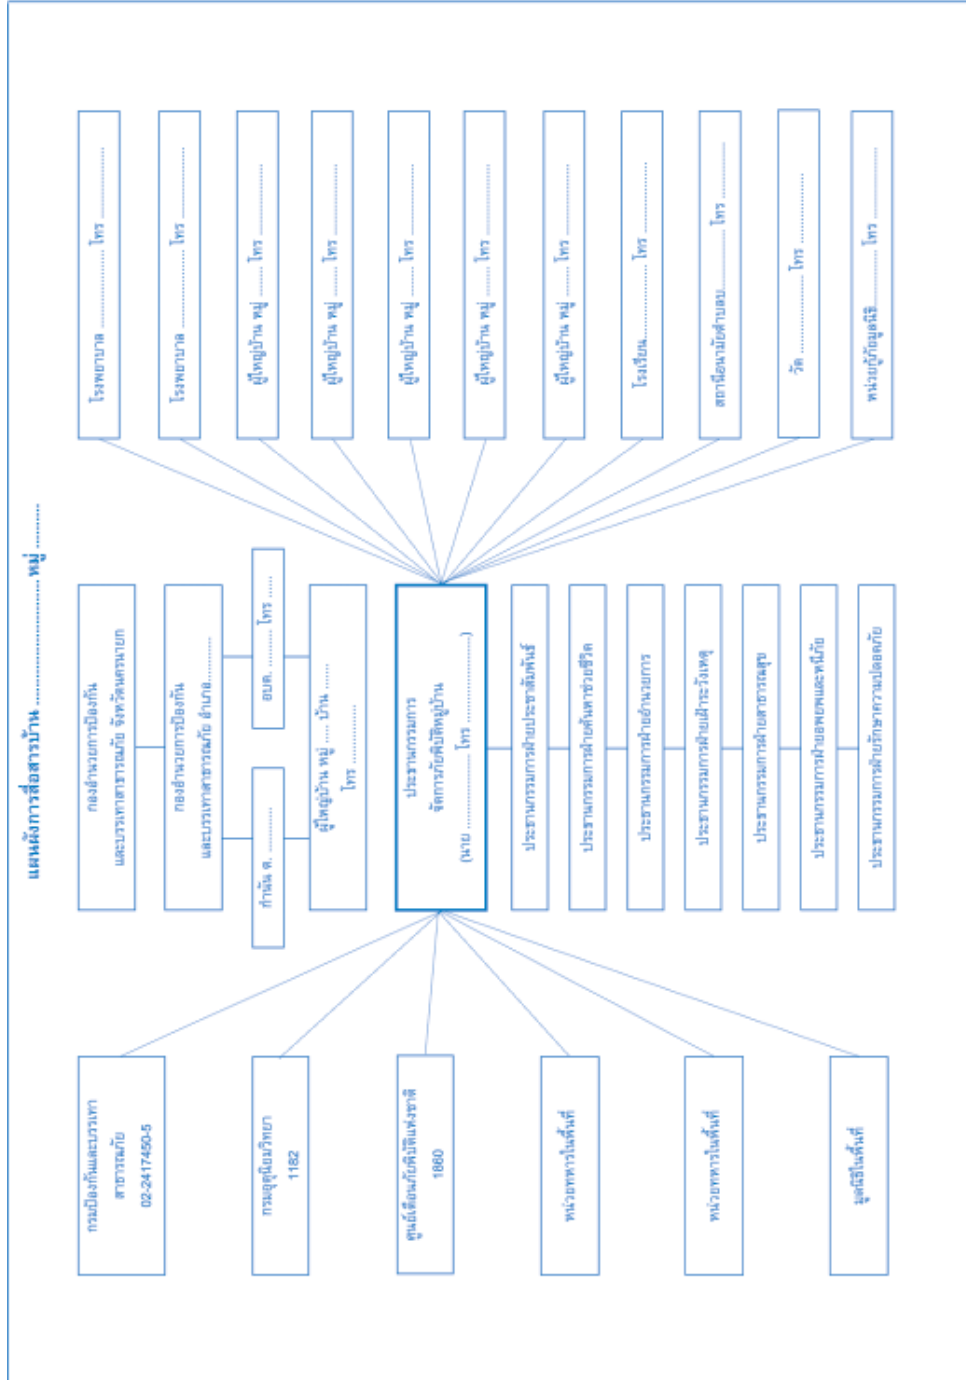 แผนผังการสื่อสารบ้าน ................................ หมู่ ..........
กรมป้องกันและบรรเทา
สาธารณภัย
02-2417450-5
กรมอุตุนิยมวิทยา
1182
ศูนย์เตือนภัยพิบัติแห่งชาติ
1860
หน่วยทหารในพื้นที่
หน่วยทหารในพื้นที่
มูลนิธิในพื้นที่
กองอำนวยการป้องกัน
และบรรเทาสาธารณภัย จังหวัดนครนายก
กองอำนวยการป้องกัน
และบรรเทาสาธารณภัย อำเภอ................
กำนัน ต. ................
อบต. .......... โทร ......
ผู้ใหญ่บ้าน หมู่ ..... บ้าน ......
โทร ................
ประธานกรรมการ
จัดการภัยพิบัติหมู่บ้าน
(นาย ...................... โทร ........................)
ประธานกรรมการฝ่ายประชาสัมพันธ์
ประธานกรรมการฝ่ายค้นหาช่วยชีวิต
ประธานกรรมการฝ่ายอำนวยการ
ประธานกรรมการฝ่ายเฝ้าระวังเหตุ
ประธานกรรมการฝ่ายสาธารณสุข
ประธานกรรมการฝ่ายอพยพและหนีภัย
ประธานกรรมการฝ่ายรักษาความปลอดภัย
โรงพยาบาล ...................... โทร ...................
โรงพยาบาล ...................... โทร ...................
ผู้ใหญ่บ้าน หมู่ ....... โทร ...................
ผู้ใหญ่บ้าน หมู่ ....... โทร ...................
ผู้ใหญ่บ้าน หมู่ ....... โทร ...................
ผู้ใหญ่บ้าน หมู่ ....... โทร ...................
ผู้ใหญ่บ้าน หมู่ ....... โทร ...................
โรงเรียน...................... โทร ...................
สถานีอนามัยตำบลบ................ โทร ...................
วัด ...................... โทร ........................
หน่วยกู้ภัยมูลนิธิ................ โทร ...................